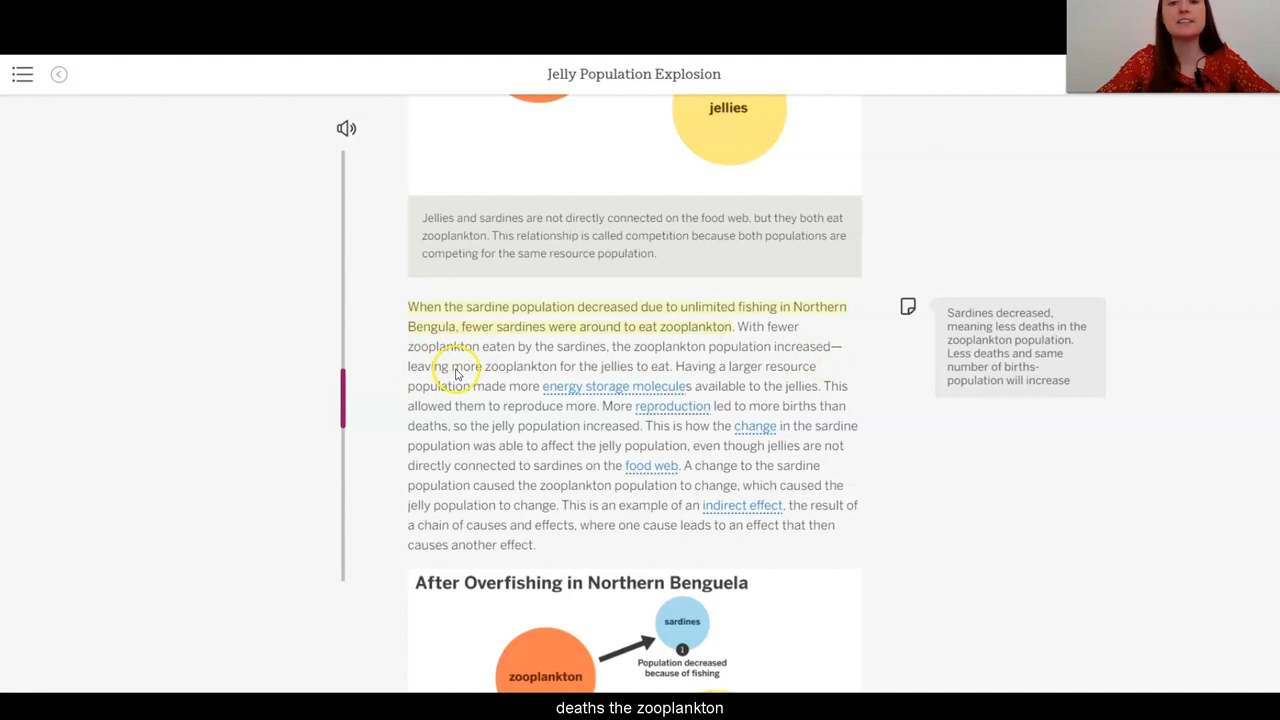 Jelly Population Explosion
jellies
Jellies and sardines are not directly connected on the food web, but they both eat
zooplankton. This relationship is called competition because both populations are
competing for the same resource population.
When the sardine population decreased due to unlimited fishing in Northern
Bengula, fewer sardines were around to eat zooplankton. With fewer
zooplankton eaten by the sardines, the zooplankton population increased—
leaving more zooplankton for the jellies to eat. Having a larger resource
population made more energy storage molecules available to the jellies. This
allowed them to reproduce more. More reproduction led to more births than
deaths, so the jelly population increased. This is how the change in the sardine
population was able to affect the jelly population, even though jellies are not
directly connected to sardines on the food web. A change to the sardine
population caused the zooplankton population to change, which caused the
jelly population to change. This is an example of an indirect effect, the result of
a chain of causes and effects, where one cause leads to an effect that then
causes another effect.
Sardines decreased,
meaning less deaths in the
zooplankton population.
Less deaths and same
number of births-
population will increase
After Overfishing in Northern Benguela
sardines
1
Population decreased
because of fishing
zooplankton
deaths the zooplankton